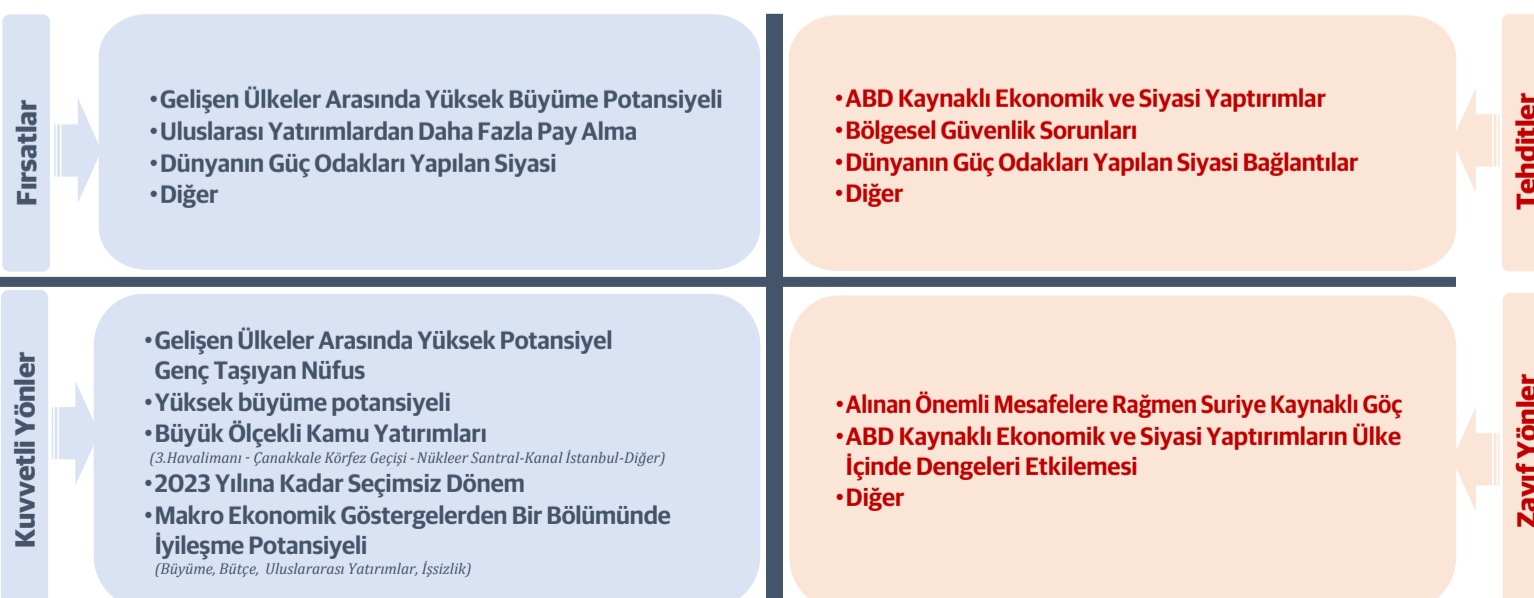 Fırsatlar
•Gelişen Ülkeler Arasında Yüksek Büyüme Potansiyeli
•Uluslarası Yatırımlardan Daha Fazla Pay Alma
•Dünyanın Güç Odakları Yapılan Siyasi
•Diğer
•ABD Kaynaklı Ekonomik ve Siyasi Yaptırımlar
•Bölgesel Güvenlik Sorunları
•Dünyanın Güç Odakları Yapılan Siyasi Bağlantılar
•Diğer
Tehditler
Kuvvetli Yönler
•Gelişen Ülkeler Arasında Yüksek Potansiyel
Genç Taşıyan Nüfus
•Yüksek büyüme potansiyeli
•Büyük Ölçekli Kamu Yatırımları
(3.Havalimanı - Çanakkale Körfez Geçişi - Nükleer Santral-Kanal İstanbul-Diğer)
•2023 Yılına Kadar Seçimsiz Dönem
•Makro Ekonomik Göstergelerden Bir Bölümünde
İyileşme Potansiyeli
(Büyüme, Bütçe, Uluslararası Yatırımlar, İşsizlik)
•Alınan Önemli Mesafelere Rağmen Suriye Kaynaklı Göç
•ABD Kaynaklı Ekonomik ve Siyasi Yaptırımların Ülke
İçinde Dengeleri Etkilemesi
•Diğer
Zayıf Yönler